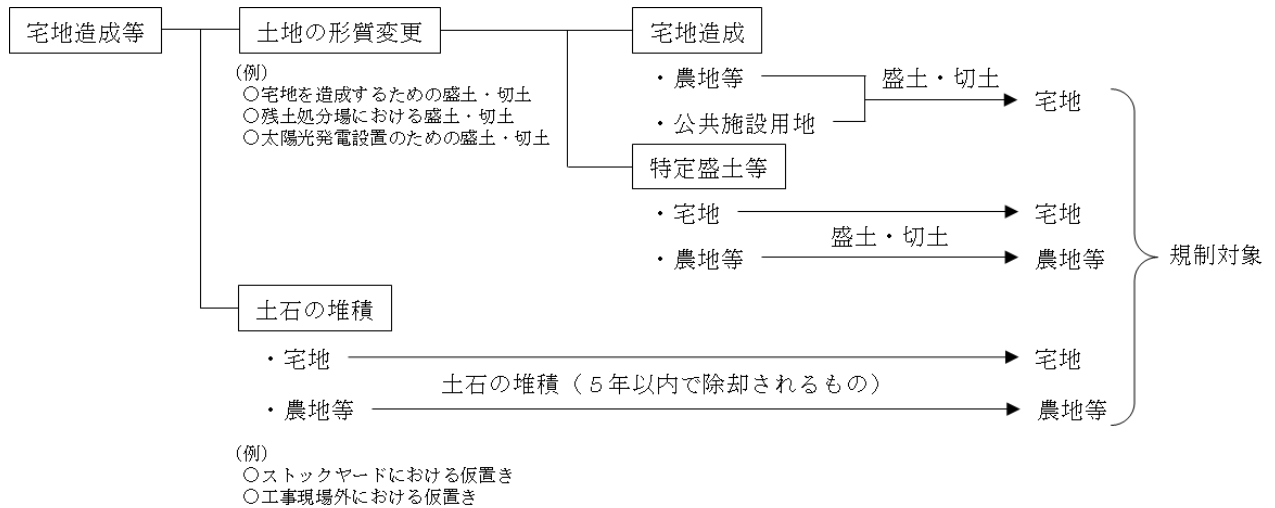 宅地造成等
土地の形質変更
宅地造成
(例)
○宅地を造成するための盛土・切土
○残土処分場における盛土・切土
○太陽光発電設置のための盛土・切土
・農地等
盛土・切土
宅地
・公共施設用地
特定盛土等
・宅地
宅地
盛土・切土
・農地等
農地等
規制対象
土石の堆積
・宅地
宅地
土石の堆積(5年以内で除却されるもの)
・農地等
農地等
(例)
○ストックヤードにおける仮置き
○工事現場外における仮置き